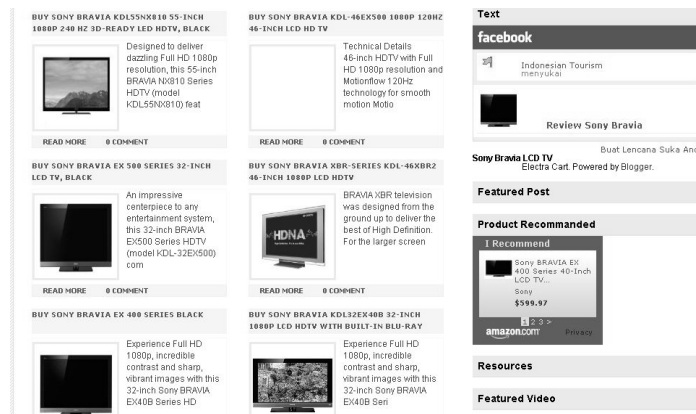 BUY SONY BRAVIA KDL55NX810 55-INCH
1080P 240 HZ 3D-READY LED HDTV, BLACK
Designed to deliver
dazzling Full HD 1080p
resolution, this 55-inch
BRAVIA NX810 Series
HDTV (model
KDL55NX810) feat
READ MORE 0 COMMENT
BUY SONY BRAVIA KDL-46EX500 1080P 120HZ
46-INCH LCD HD TV
Technical Details
46-inch HDTV with Full
HD 1080p resolution and
Motionflow 120Hz
technology for smooth
motion Motio
READ MORE 0 COMMENT
BUY SONY BRAVIA EX 500 SERIES 32-INCH
LCD TV, BLACK
An impressive
centerpiece to any
entertainment system,
this 32-inch BRAVIA
EX500 Series HDTV
(model KDL-32EX500)
com
READ MORE 0 COMMENT
BUY SONY BRAVIA XBR-SERIES KDL-46XBR2
46-INCH 1080P LCD HDTV
HDNA
BRAVIA XBR television
was designed from the
ground up to deliver the
best of High Definition.
For the larger screen
READ MORE 0 COMMENT
BUY SONY BRAVIA EX 400 SERIES BLACK
Experience Full HD
1080p, incredible
contrast and sharp,
vibrant images with this
32-inch Sony BRAVIA
EX40B Series HD
BUY SONY BRAVIA KDL32EX40B 32-INCH
1080P LCD HDTV WITH BUILT-IN BLU-RAY
Experience Full HD
1080p, incredible
contrast and sharp,
vibrant images with this
32-inch Sony BRAVIA
EX40B Seri
Text
facebook
Indonesian Tourism
menyukai
Review Sony Bravia
Buat Lencana Suka And
Sony Bravia LCD TV
Electra Cart. Powered by Blogger.
Featured Post
Product Recommanded
I Recommend
Sony BRAVIA EX
400 Series 40-Inch
LCD TV...
Sony
$599.97
1 2 3 >
amazon.com Privacy
Resources
Featured Video